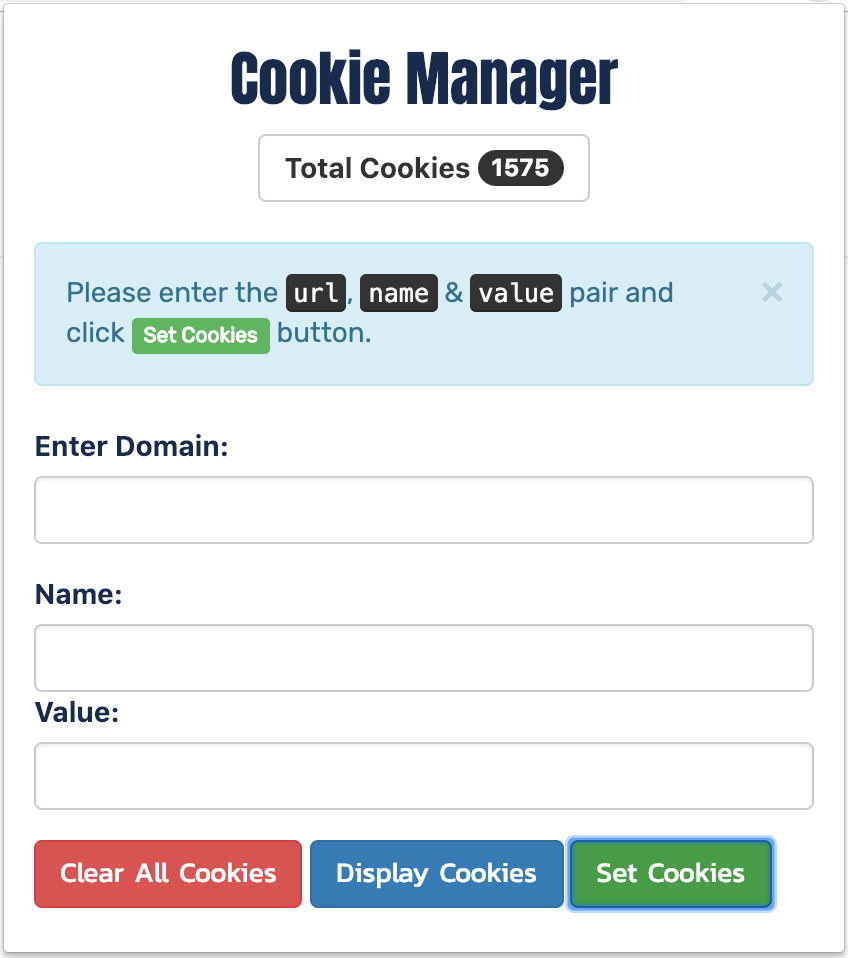 Cookie Manager
Total Cookies 1575
Please enter the url, name & value pair and
click Set Cookies button.
×
Enter Domain:
Name:
Value:
Clear All Cookies Display Cookies Set Cookies